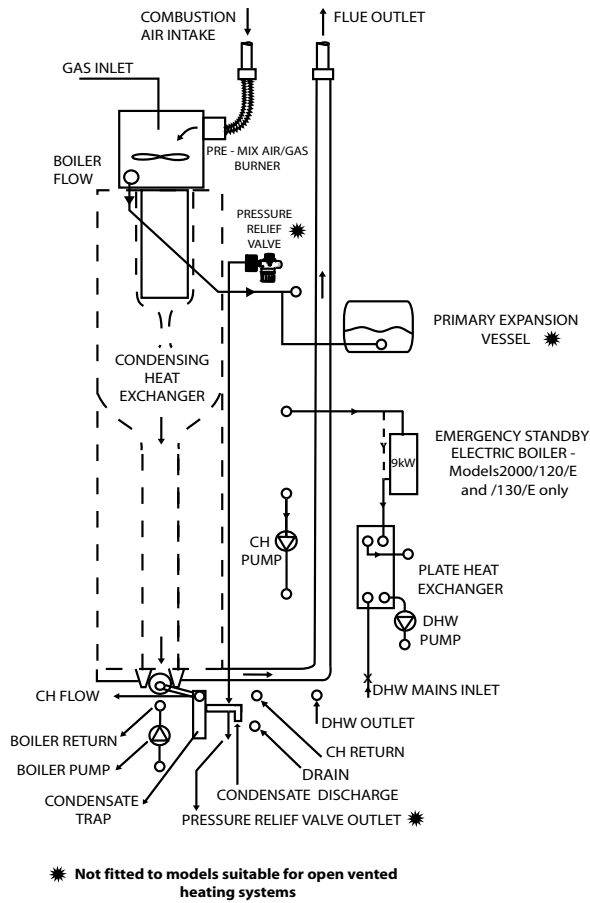 COMBUSTION
AIR INTAKE
FLUE OUTLET
GAS INLET
PRE - MIX AIR/GAS
BURNER
BOILER
FLOW
PRESSURE
RELIEF
VALVE
PRIMARY EXPANSION
VESSEL
CONDENSING
HEAT
EXCHANGER
EMERGENCY STANDBY
ELECTRIC BOILER -
Models2000/120/E
and /130/E only
9kW
CH
PUMP
PLATE HEAT
EXCHANGER
DHW
PUMP
DHW MAINS INLET
CH FLOW
DHW OUTLET
BOILER RETURN
CH RETURN
BOILER PUMP
DRAIN
CONDENSATE DISCHARGE
CONDENSATE
TRAP
PRESSURE RELIEF VALVE OUTLET
Not fitted to models suitable for open vented
heating systems